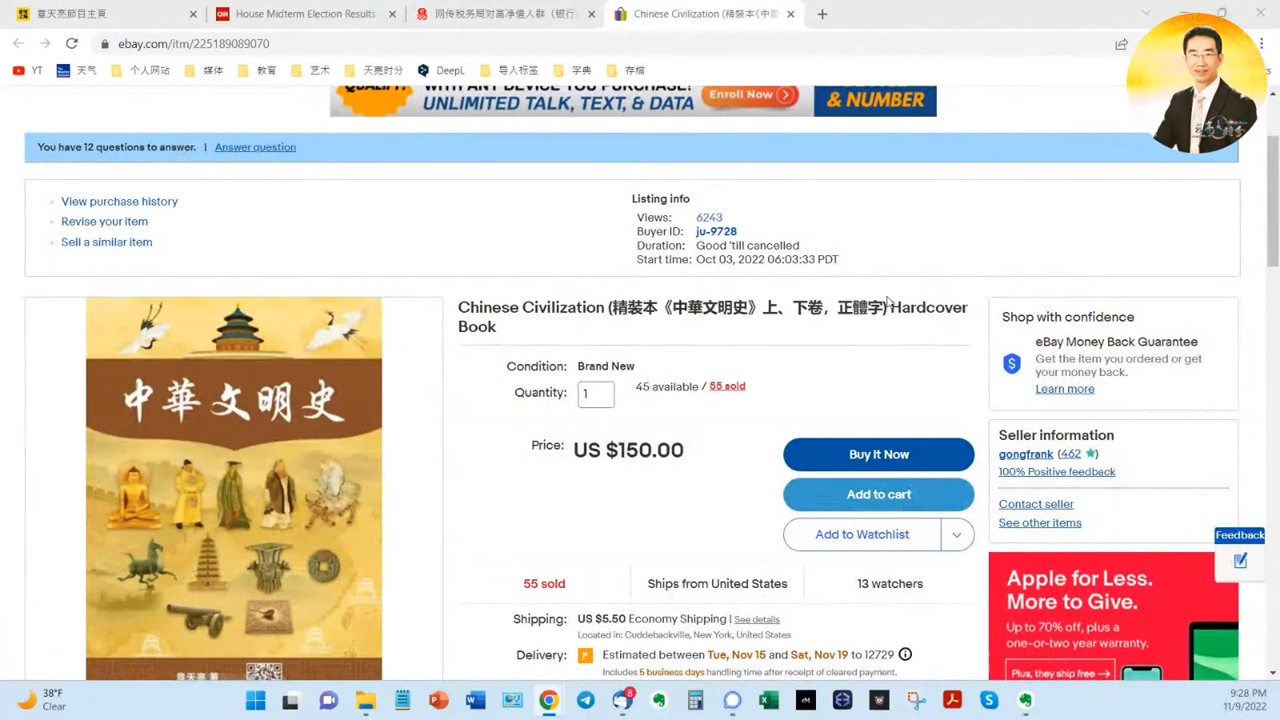 章天亮節目主頁
House Midterm Election Results
网传税务局对高净值人群（银行
Chinese Civilization (精裝本《中
ebay.com/itm/225189089070
YT
天气
个人网站
媒体
教育
艺术
天亮时分
DeepL
导入标签
字典
存檔
WITH ANY DEVICE YOU PURCHASE!
UNLIMITED TALK, TEXT, & DATA
Enroll Now
& NUMBER
You have 12 questions to answer. | Answer question
View purchase history
Revise your item
Sell a similar item
Listing info
Views: 6243
Buyer ID: ju-9728
Duration: Good 'till cancelled
Start time: Oct 03, 2022 06:03:33 PDT
中華文明史
Chinese Civilization (精裝本《中華文明史》上、下卷，正體字) Hardcover
Book
Condition: Brand New
Quantity: 1 45 available / 55 sold
Price: US $150.00
Buy It Now
Add to cart
Add to Watchlist
55 sold
Ships from United States
13 watchers
Shipping: US $5.50 Economy Shipping | See details
Located in: Cuddebackville, New York, United States
Delivery: Estimated between Tue, Nov 15 and Sat, Nov 19 to 12729
Includes 5 business days handling time after receipt of cleared payment.
Shop with confidence
eBay Money Back Guarantee
Get the item you ordered or get
your money back.
Learn more
Seller information
gongfrank (462)
100% Positive feedback
Contact seller
See other items
Feedback
Apple for Less.
More to Give.
Up to 70% off, plus a
one-or two-year warranty.
Plus, they ship free
38°F
Clear
8
9:28 PM
11/9/2022